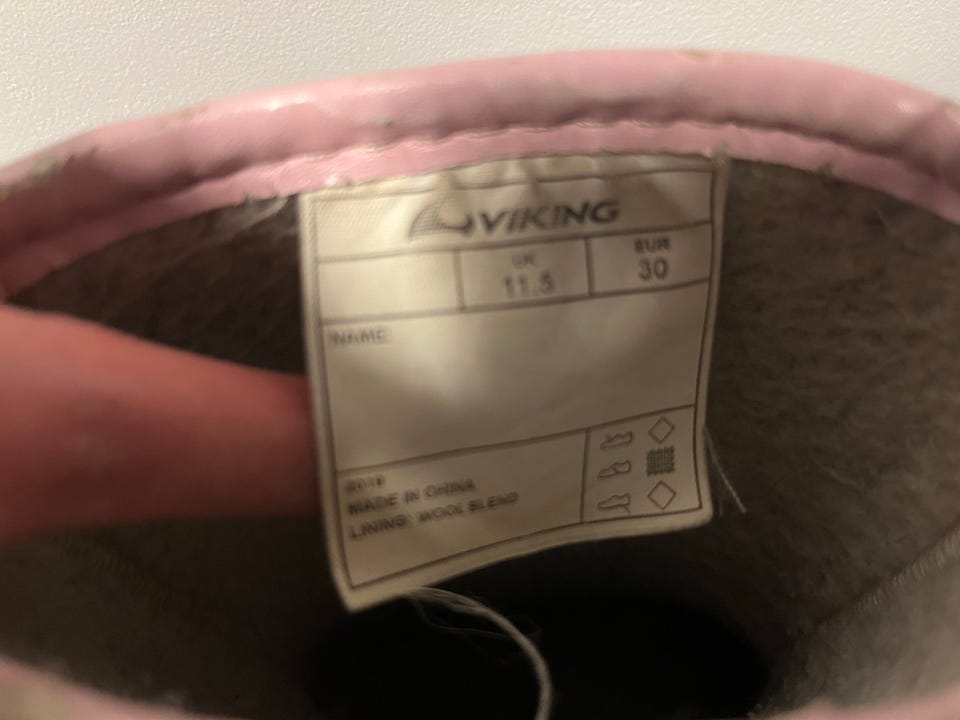 VIKING
UK EUR
11.5 30
NAME:
2019
MADE IN CHINA
LINING: WOOL BLEND